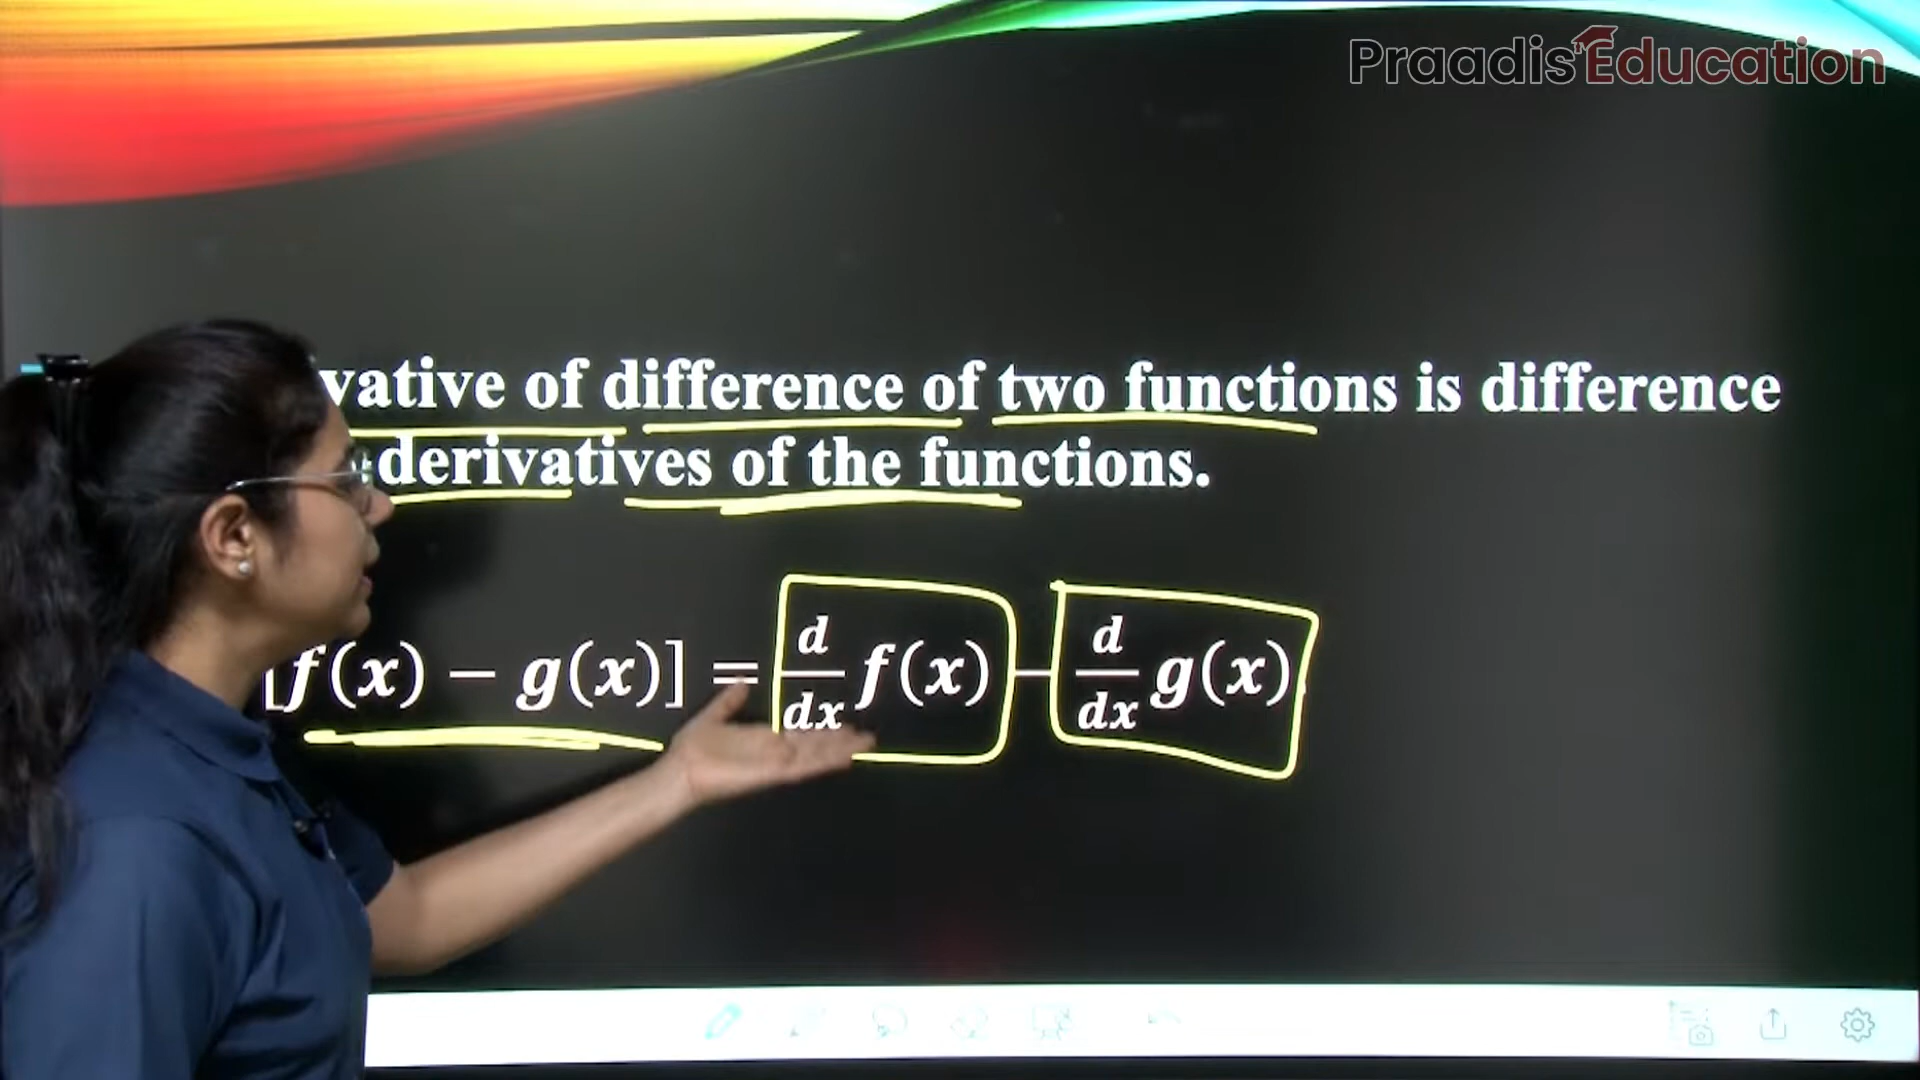 Praadis Education
vative of difference of two functions is difference
derivatives of the functions.
[f(x) − g(x)] = d/dx f(x) − d/dx g(x)